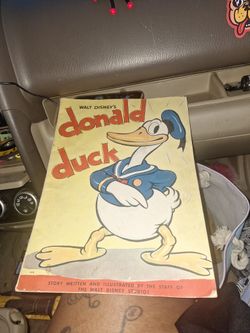 WALT DISNEY'S
donald
duck
STORY WRITTEN AND ILLUSTRATED BY THE STAFF OF
THE WALT DISNEY STUDIOS